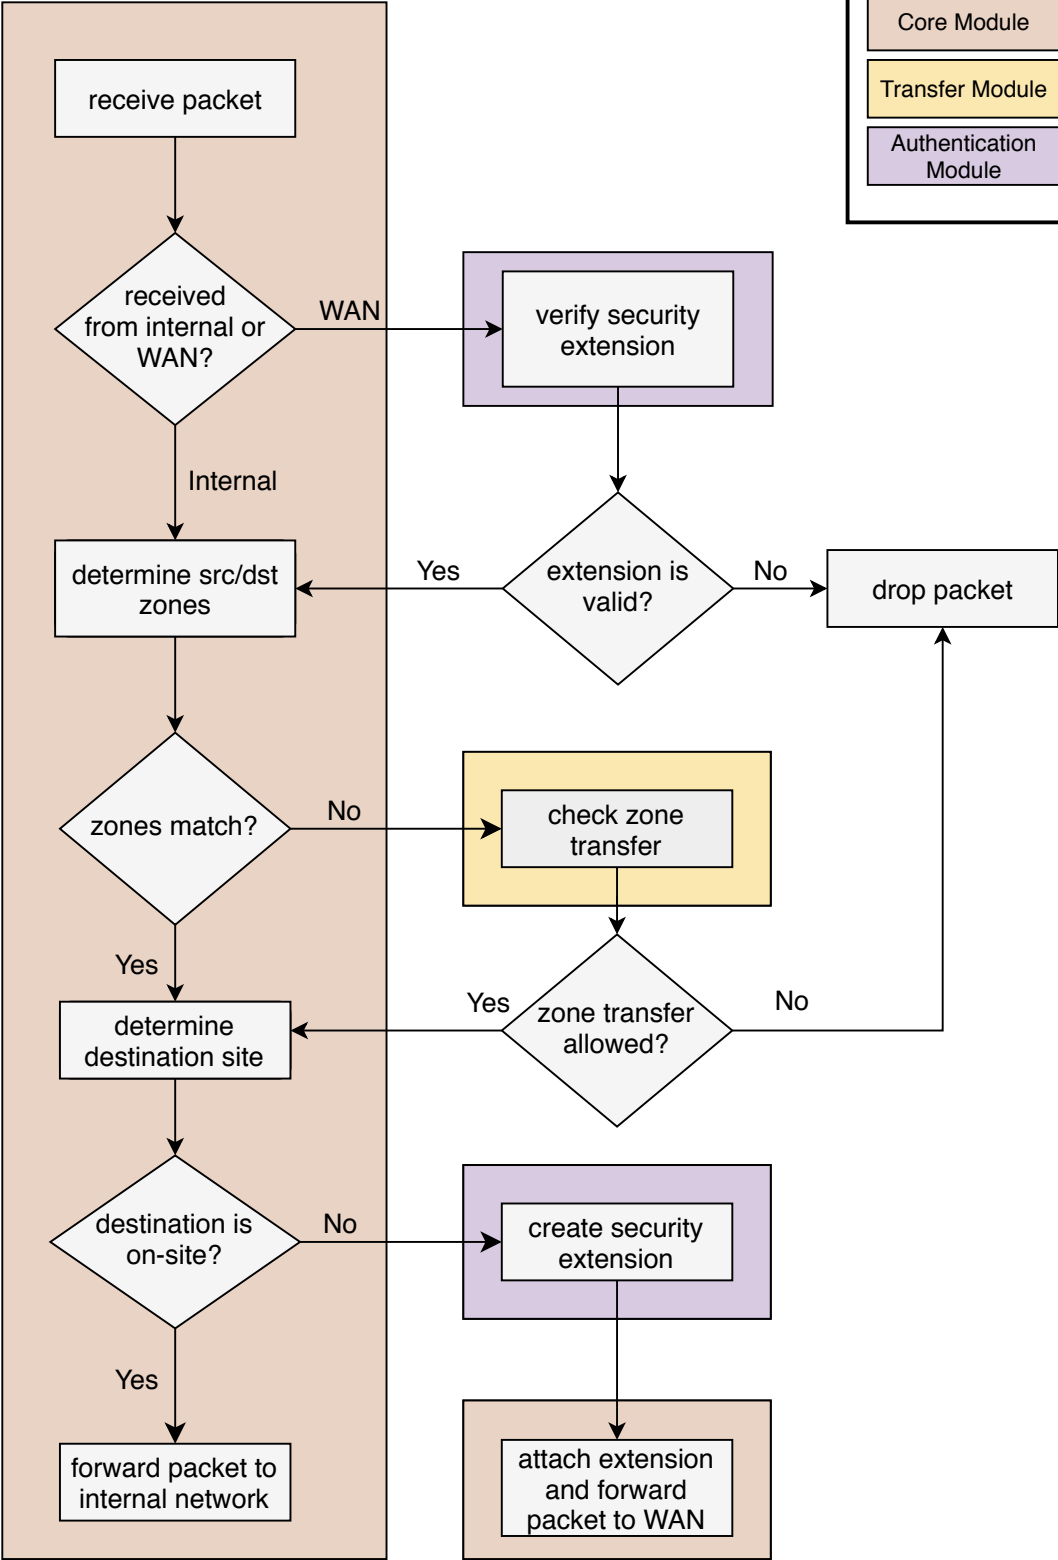 Core Module
Transfer Module
Authentication
Module
receive packet
received
from internal or
WAN?
WAN
verify security
extension
Internal
determine src/dst
zones
Yes
extension is
valid?
No
drop packet
zones match?
No
check zone
transfer
Yes
determine
destination site
Yes
zone transfer
allowed?
No
destination is
on-site?
No
create security
extension
Yes
forward packet to
internal network
attach extension
and forward
packet to WAN